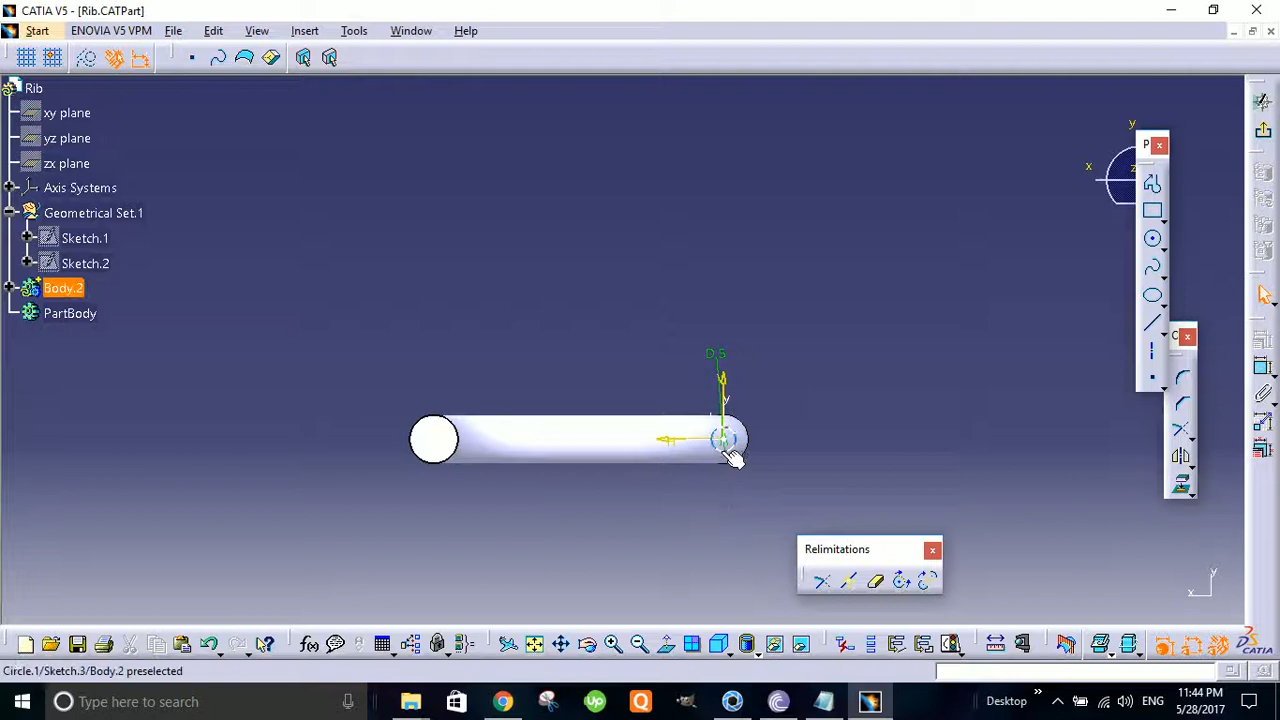 CATIA V5 - [Rib.CATPart]
Start ENOVIA V5 VPM File Edit View Insert Tools Window Help
Rib
xy plane
yz plane
zx plane
Axis Systems
Geometrical Set.1
Sketch.1
Sketch.2
Body.2
PartBody
y
x
z
P
D 5
y
Relimitations
y
x
f(x)
CATIA
Circle.1/Sketch.3/Body.2 preselected
Type here to search
Desktop
ENG
11:44 PM
5/28/2017